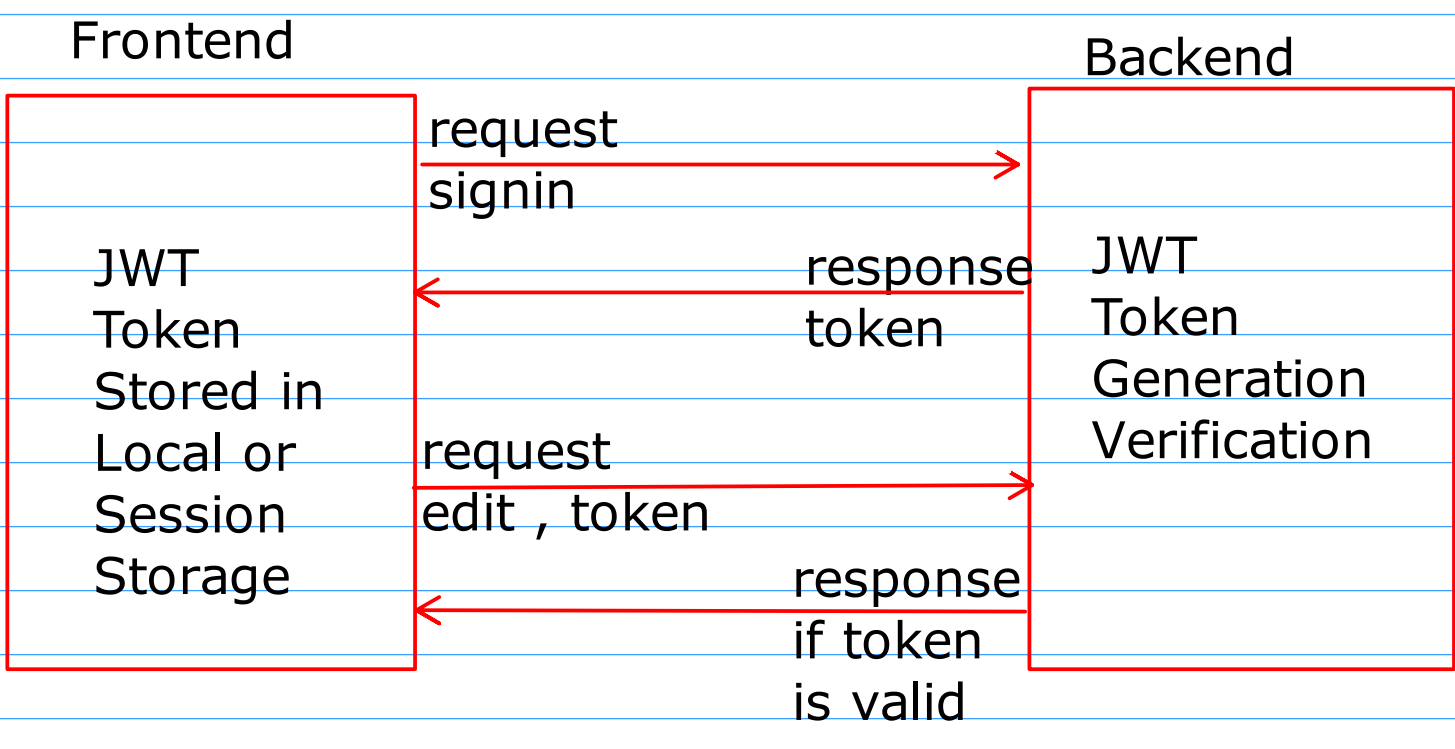 Frontend
Backend
request
signin
response
token
JWT
Token
Stored in
Local or
Session
Storage
JWT
Token
Generation
Verification
request
edit , token
response
if token
is valid